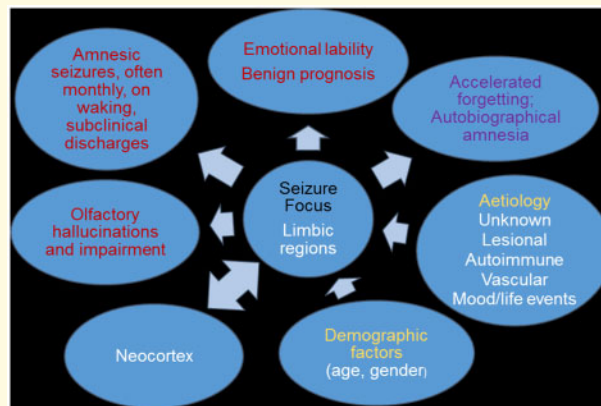 Emotional lability
Benign prognosis
Amnesic
seizures, often
monthly, on
waking,
subclinical
discharges
Accelerated
forgetting;
Autobiographical
amnesia
Seizure
Focus
Limbic
regions
Olfactory
hallucinations
and impairment
Aetiology
Unknown
Lesional
Autoimmune
Vascular
Mood/life events
Neocortex
Demographic
factors
(age, gender)